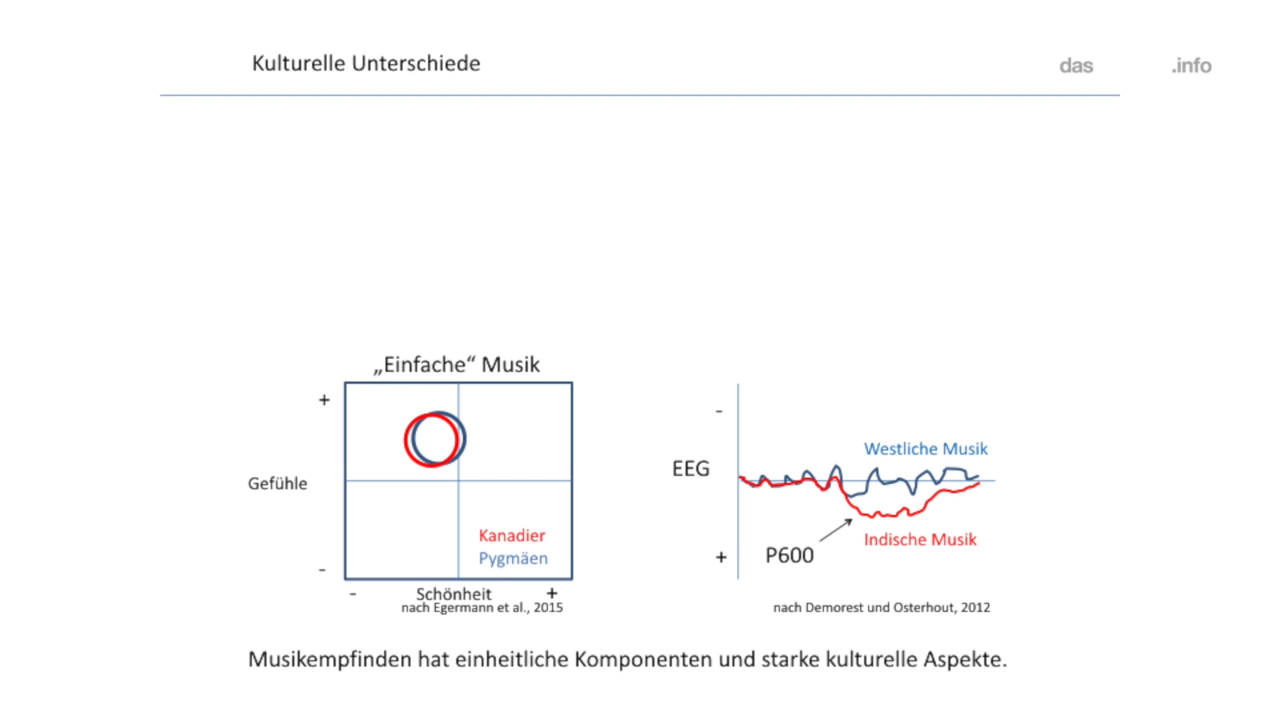 Kulturelle Unterschiede
das .info
„Einfache“ Musik
+
Gefühle
-
Kanadier
Pygmäen
- Schönheit +
nach Egermann et al., 2015
-
EEG
+
Westliche Musik
Indische Musik
P600
nach Demorest und Osterhout, 2012
Musikempfinden hat einheitliche Komponenten und starke kulturelle Aspekte.